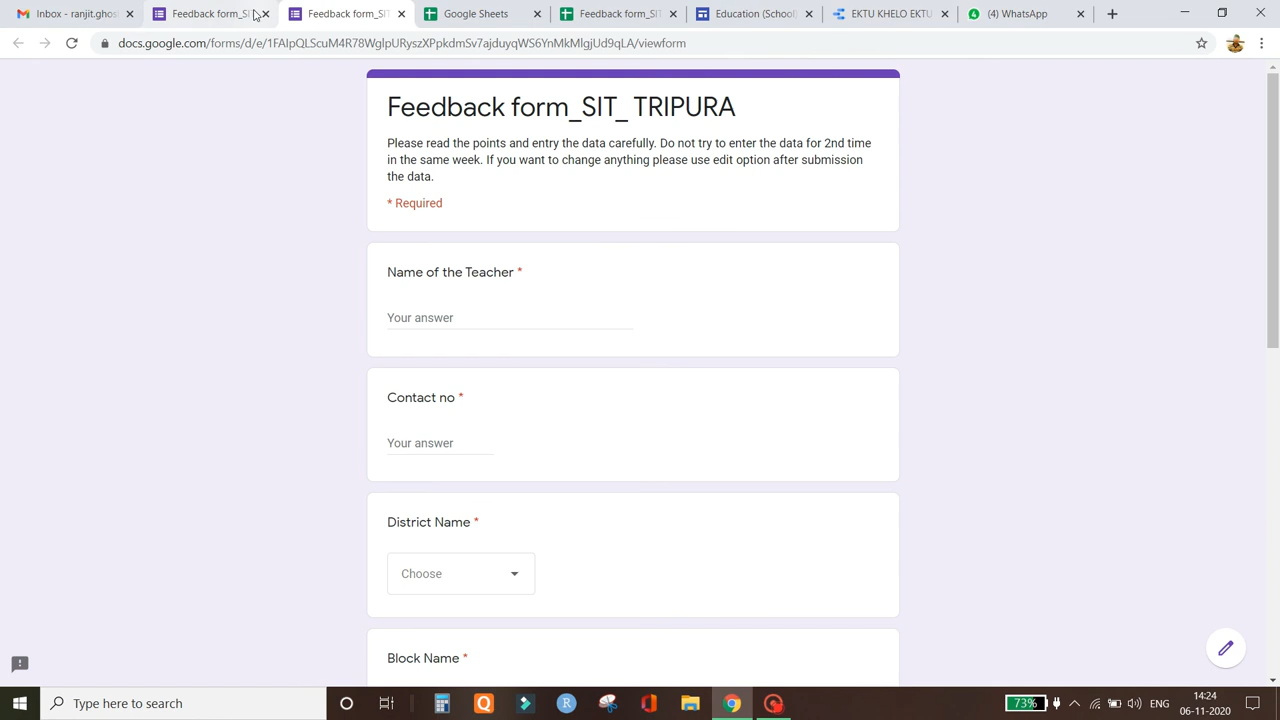 Inbox - ranjit.ghos
Feedback form_SI
Feedback form_SIT
Google Sheets
Feedback form_SIT
Education (School
EKTU KHELO EKTU
(4) WhatsApp
docs.google.com/forms/d/e/1FAIpQLScuM4R78WglpURyszXPpkdmSv7ajduyqWS6YnMkMlgjUd9qLA/viewform
Feedback form_SIT_ TRIPURA
Please read the points and entry the data carefully. Do not try to enter the data for 2nd time
in the same week. If you want to change anything please use edit option after submission
the data.
* Required
Name of the Teacher *
Your answer
Contact no *
Your answer
District Name *
Choose
Block Name *
Type here to search
73%
ENG
14:24
06-11-2020